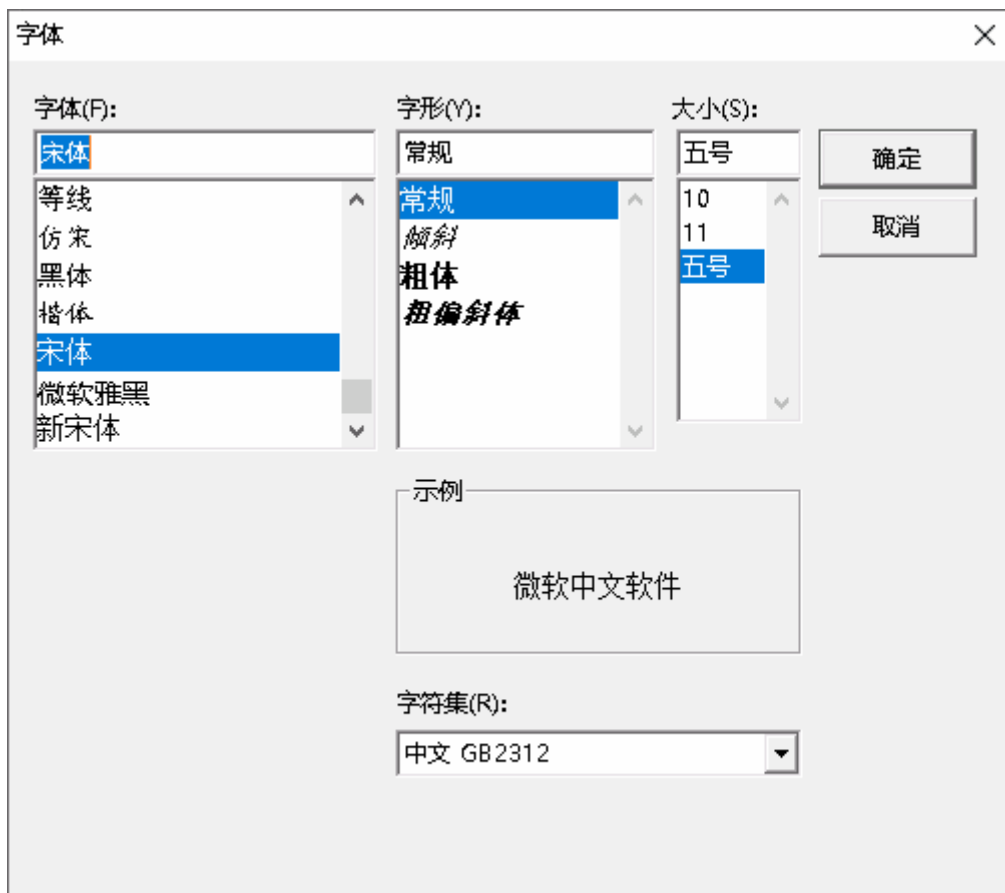 字体
字体(F):
宋体
等线
仿宋
黑体
楷体
宋体
微软雅黑
新宋体
字形(Y):
常规
常规
倾斜
粗体
粗偏斜体
大小(S):
五号
10
11
五号
确定
取消
示例
微软中文软件
字符集(R):
中文 GB2312